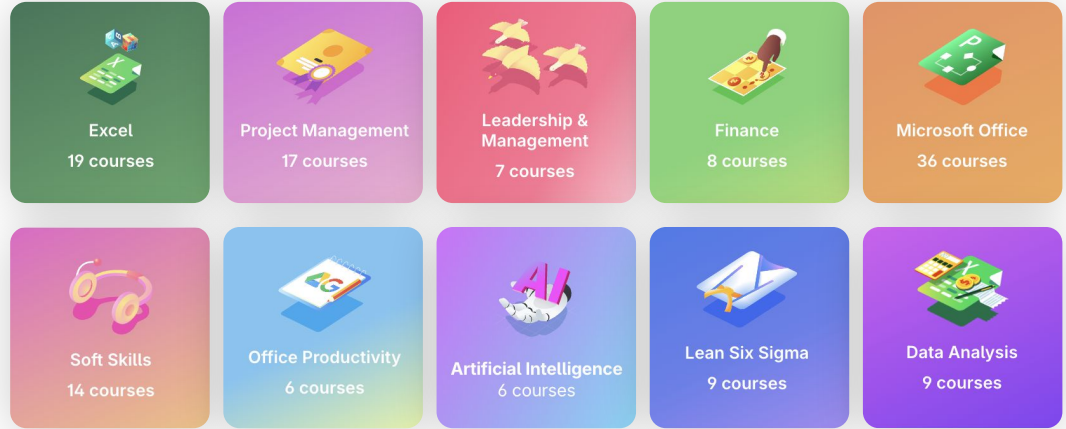 Excel
19 courses
Project Management
17 courses
Leadership &
Management
7 courses
Finance
8 courses
P
Microsoft Office
36 courses
Soft Skills
14 courses
4G
Office Productivity
6 courses
AI
Artificial Intelligence
6 courses
Lean Six Sigma
9 courses
X
Data Analysis
9 courses